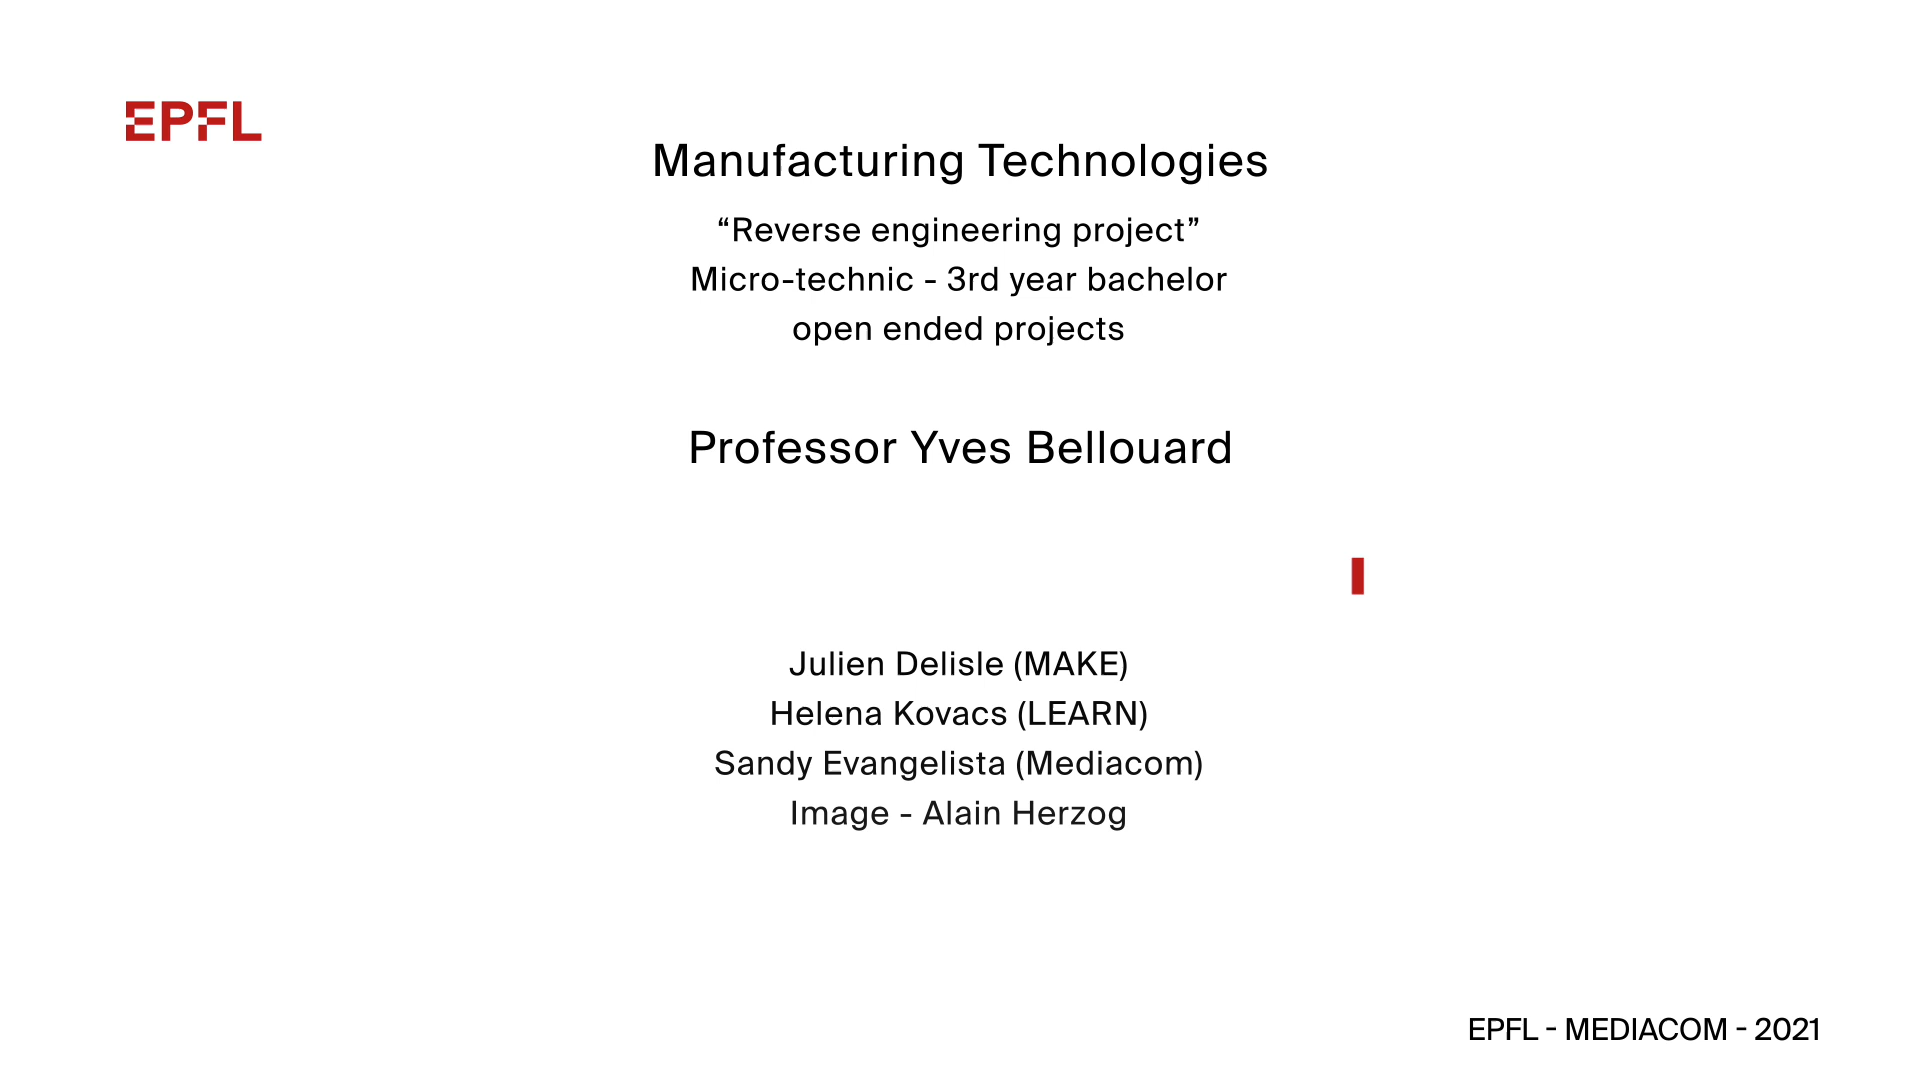 EPFL
Manufacturing Technologies
“Reverse engineering project”
Micro-technic - 3rd year bachelor
open ended projects
Professor Yves Bellouard
Julien Delisle (MAKE)
Helena Kovacs (LEARN)
Sandy Evangelista (Mediacom)
Image - Alain Herzog
EPFL - MEDIACOM - 2021